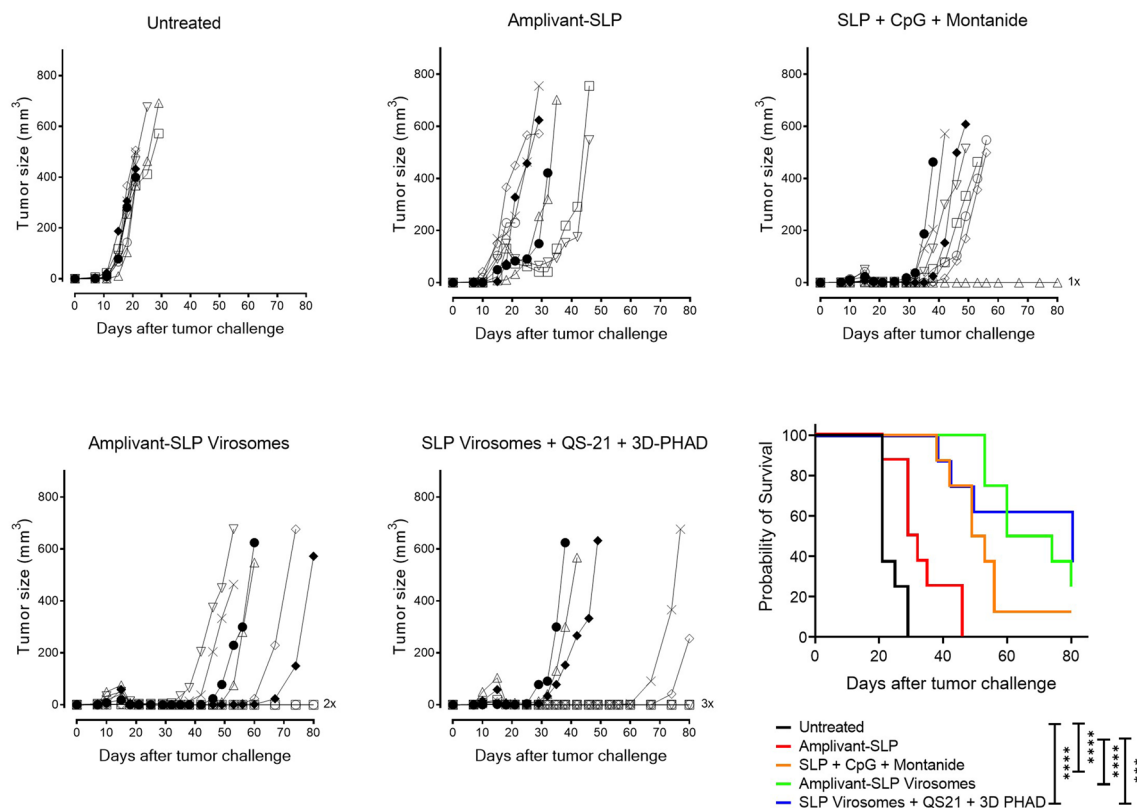 Untreated
Tumor size (mm³)
800
600
400
200
0
0 10 20 30 40 50 60 70 80
Days after tumor challenge
Amplivant-SLP
Tumor size (mm³)
800
600
400
200
0
0 10 20 30 40 50 60 70 80
Days after tumor challenge
SLP + CpG + Montanide
Tumor size (mm³)
800
600
400
200
0
1x
0 10 20 30 40 50 60 70 80
Days after tumor challenge
Amplivant-SLP Virosomes
Tumor size (mm³)
800
600
400
200
0
2x
0 10 20 30 40 50 60 70 80
Days after tumor challenge
SLP Virosomes + QS-21 + 3D-PHAD
Tumor size (mm³)
800
600
400
200
0
3x
0 10 20 30 40 50 60 70 80
Days after tumor challenge
Probability of Survival
100
80
60
40
20
0
0 20 40 60 80
Days after tumor challenge
Untreated
Amplivant-SLP
SLP + CpG + Montanide
Amplivant-SLP Virosomes
SLP Virosomes + QS21 + 3D PHAD
****
****
****
***